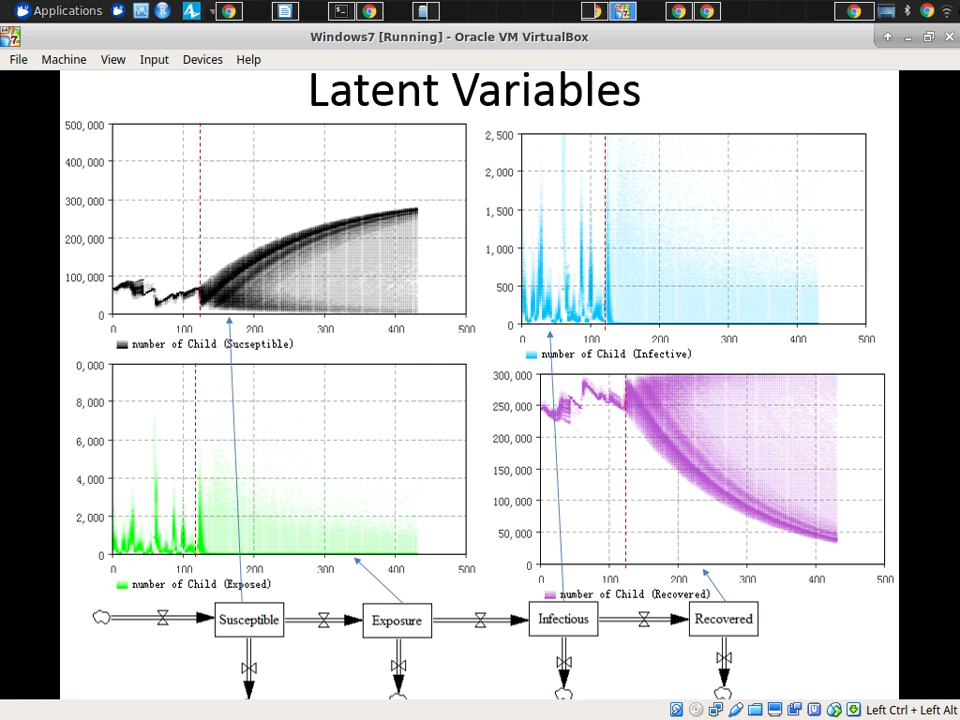 Applications
Windows7 [Running] - Oracle VM VirtualBox
File Machine View Input Devices Help
Latent Variables
500,000
400,000
300,000
200,000
100,000
0
0 100 200 300 400 500
number of Child (Sucseptible)
2,500
2,000
1,500
1,000
500
0
0 100 200 300 400 500
number of Child (Infective)
0,000
8,000
6,000
4,000
2,000
0
0 100 200 300 400 500
number of Child (Exposed)
300,000
250,000
200,000
150,000
100,000
50,000
0
0 100 200 300 400 500
number of Child (Recovered)
Susceptible Exposure Infectious Recovered
Left Ctrl + Left Alt